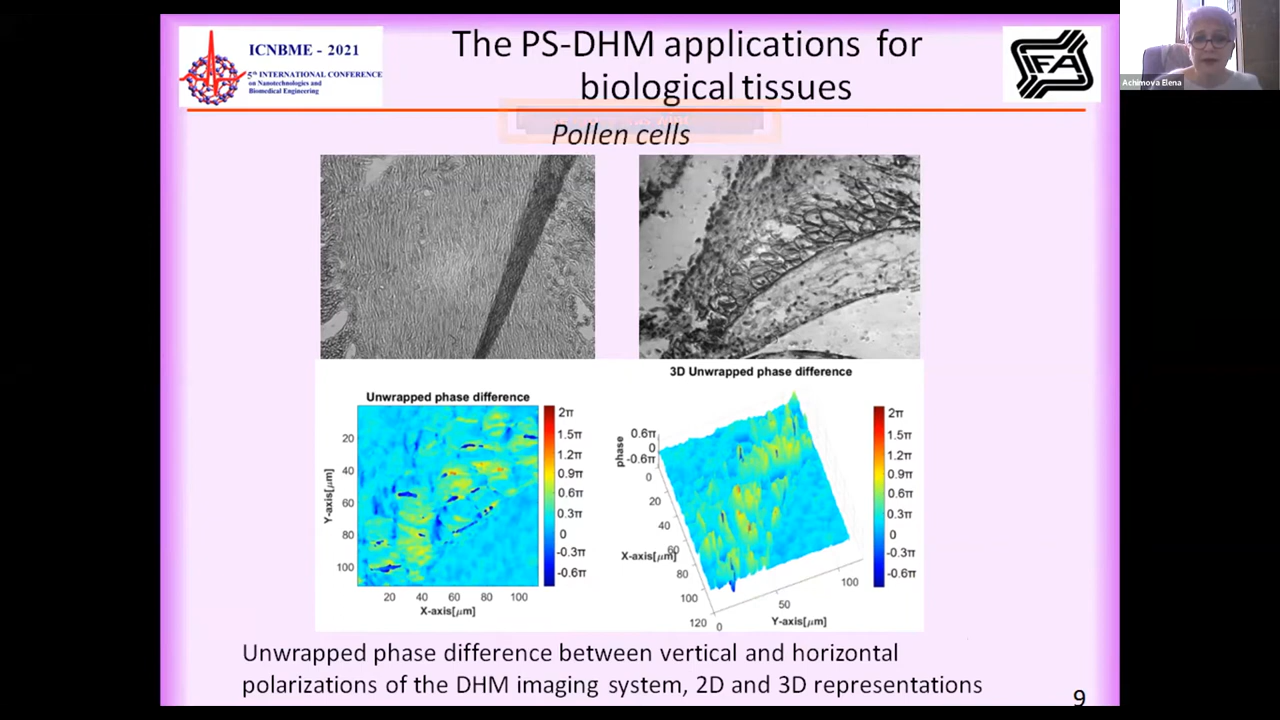 ICNBME - 2021
5th INTERNATIONAL CONFERENCE
on Nanotechnologies and
Biomedical Engineering
The PS-DHM applications for
biological tissues
IFA
Achimova Elena
Pollen cells
Unwrapped phase difference
2π
1.5π
1.2π
0.9π
0.6π
0.3π
0
-0.3π
-0.6π
Y-axis[μm]
20
40
60
80
100
20 40 60 80 100
X-axis[μm]
3D Unwrapped phase difference
phase
0.6π
0
-0.6π
0
20
40
60
80
100
120
X-axis[μm]
0
50
100
Y-axis[μm]
2π
1.5π
1.2π
0.9π
0.6π
0.3π
0
-0.3π
-0.6π
Unwrapped phase difference between vertical and horizontal
polarizations of the DHM imaging system, 2D and 3D representations
9